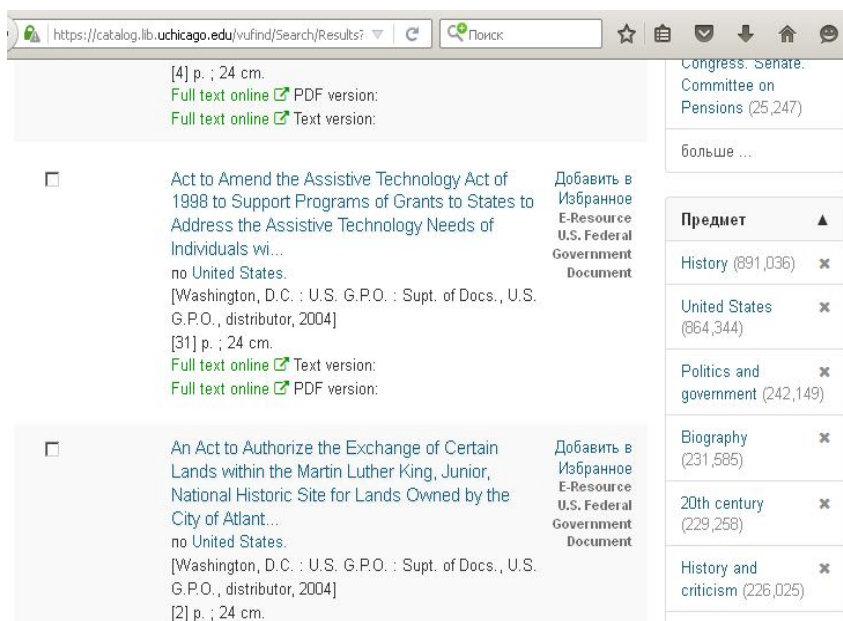 https://catalog.lib.uchicago.edu/vufind/Search/Results?
Поиск
[4] p. ; 24 cm.
Full text online PDF version:
Full text online Text version:
Act to Amend the Assistive Technology Act of
1998 to Support Programs of Grants to States to
Address the Assistive Technology Needs of
Individuals wi...
по United States.
[Washington, D.C. : U.S. G.P.O. : Supt. of Docs., U.S.
G.P.O., distributor, 2004]
[31] p. ; 24 cm.
Full text online Text version:
Full text online PDF version:
Добавить в
Избранное
E-Resource
U.S. Federal
Government
Document
An Act to Authorize the Exchange of Certain
Lands within the Martin Luther King, Junior,
National Historic Site for Lands Owned by the
City of Atlant...
по United States.
[Washington, D.C. : U.S. G.P.O. : Supt. of Docs., U.S.
G.P.O., distributor, 2004]
[2] p. ; 24 cm.
Добавить в
Избранное
E-Resource
U.S. Federal
Government
Document
Congress. Senate.
Committee on
Pensions (25,247)
больше ...
Предмет
History (891,036)
United States
(864,344)
Politics and
government (242,149)
Biography
(231,585)
20th century
(229,258)
History and
criticism (226,025)